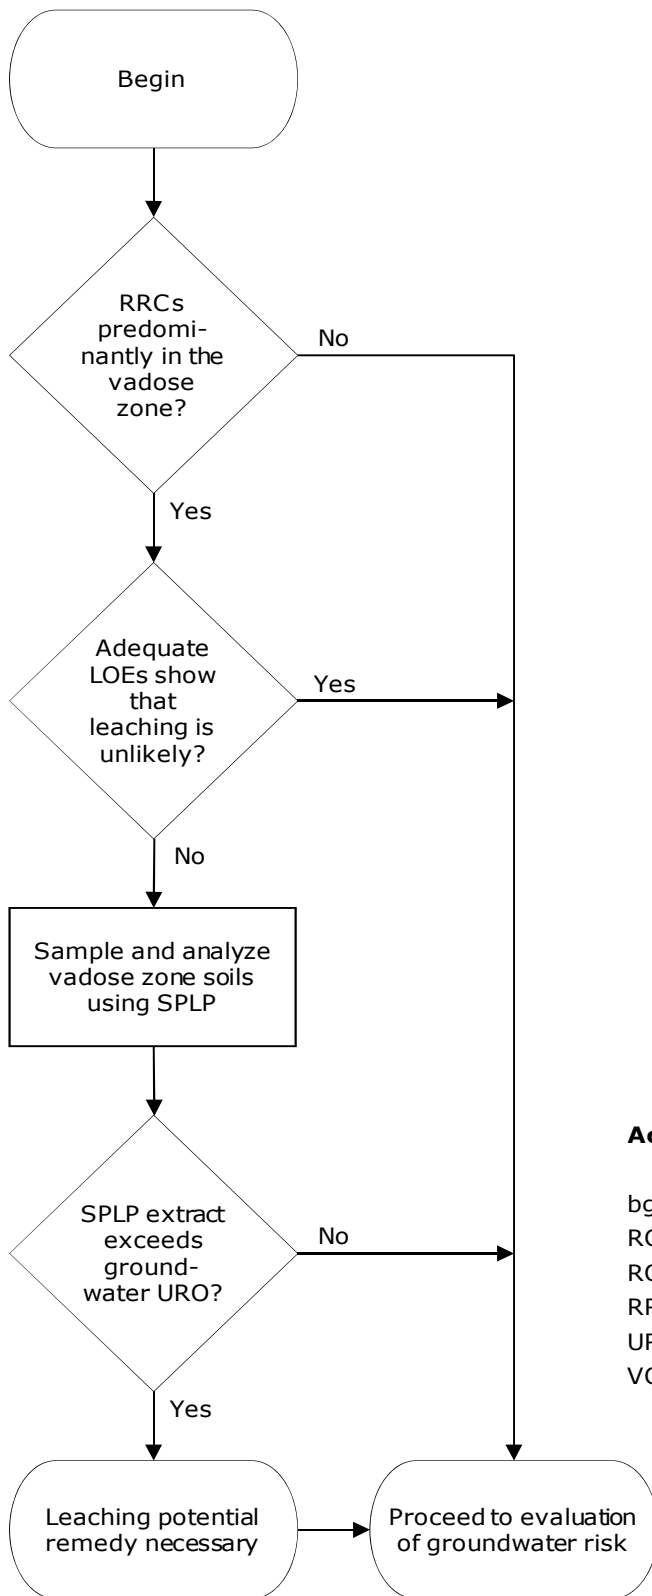 Begin
RRCs
predomi-
nantly in the
vadose
zone?
No
Yes
Adequate
LOEs show
that
leaching is
unlikely?
Yes
No
Sample and analyze
vadose zone soils
using SPLP
SPLP extract
exceeds
ground-
water URO?
No
Yes
Leaching potential
remedy necessary
Proceed to evaluation
of groundwater risk
bg